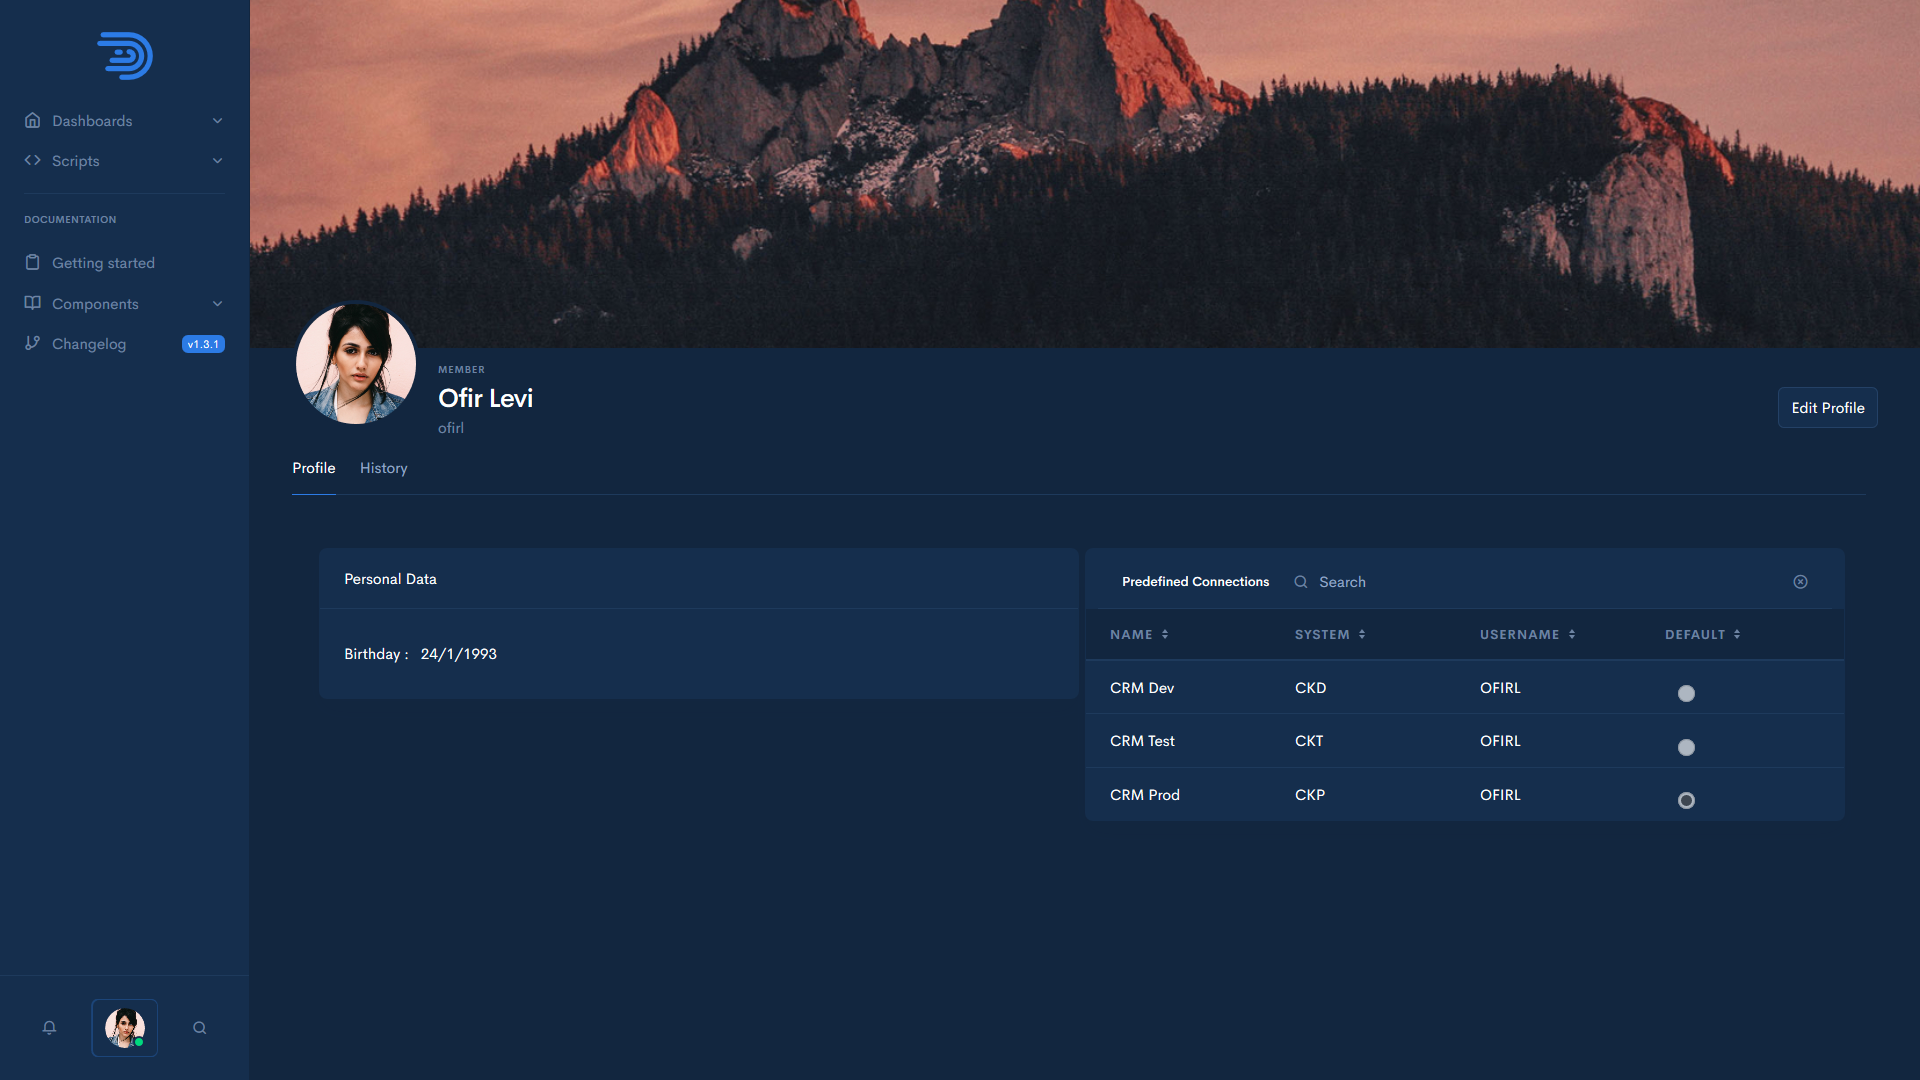 Dashboards
Scripts
DOCUMENTATION
Getting started
Components
Changelog v1.3.1
MEMBER
Ofir Levi
ofirl
Edit Profile
Profile History
Personal Data
Birthday : 24/1/1993
Predefined Connections Search
NAME SYSTEM USERNAME DEFAULT
CRM Dev CKD OFIRL
CRM Test CKT OFIRL
CRM Prod CKP OFIRL